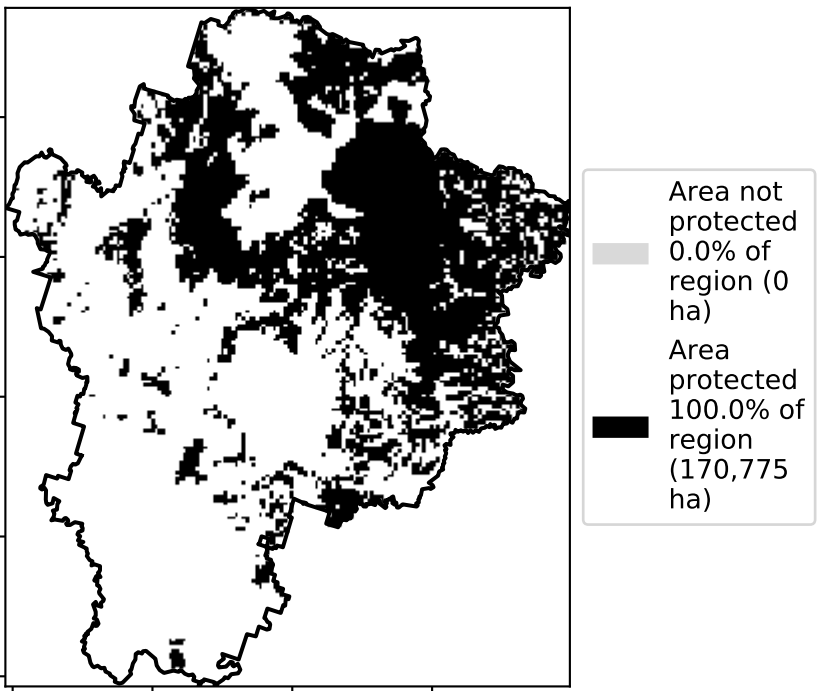 Area not
protected
0.0% of
region (0
ha)
Area
protected
100.0% of
region
(170,775
ha)